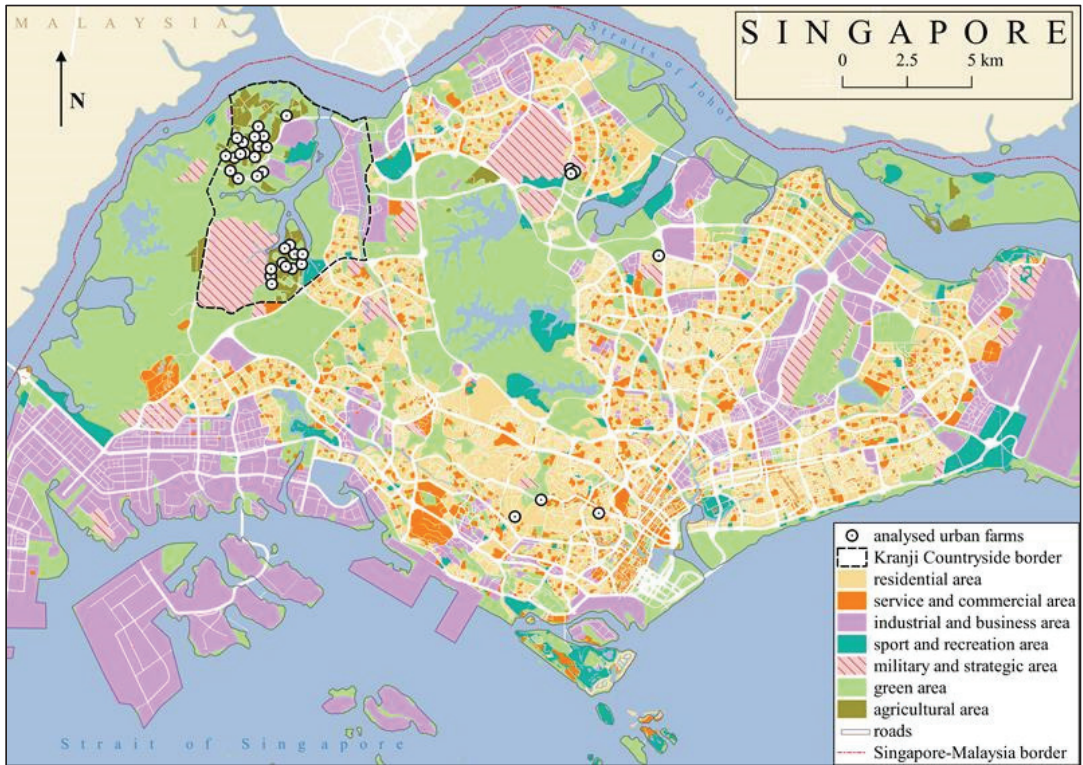 MALAYSIA
SINGAPORE
0 2.5 5 km
N
Straits of Johor
analysed urban farms
Kranji Countryside border
residential area
service and commercial area
industrial and business area
sport and recreation area
military and strategic area
green area
agricultural area
roads
Singapore-Malaysia border
Strait of Singapore